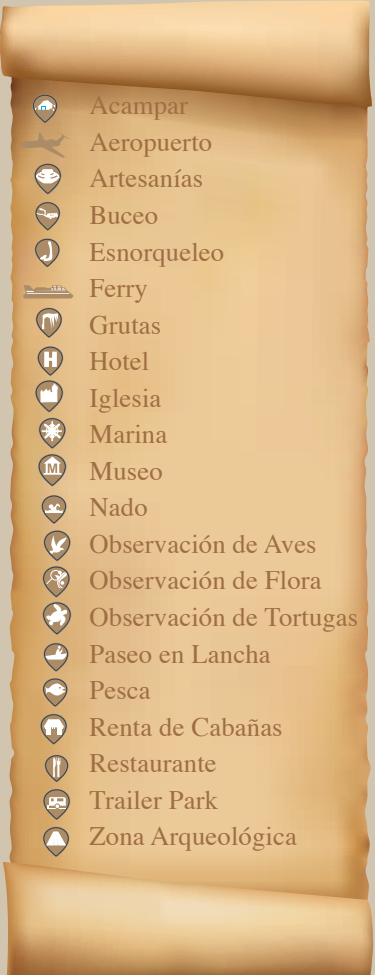 Acampar
Aeropuerto
Artesanías
Buceo
Esnorqueleo
Ferry
Grutas
H Hotel
Iglesia
Marina
M Museo
Nado
Observación de Aves
Observación de Flora
Observación de Tortugas
Paseo en Lancha
Pesca
Renta de Cabañas
Restaurante
Trailer Park
Zona Arqueológica